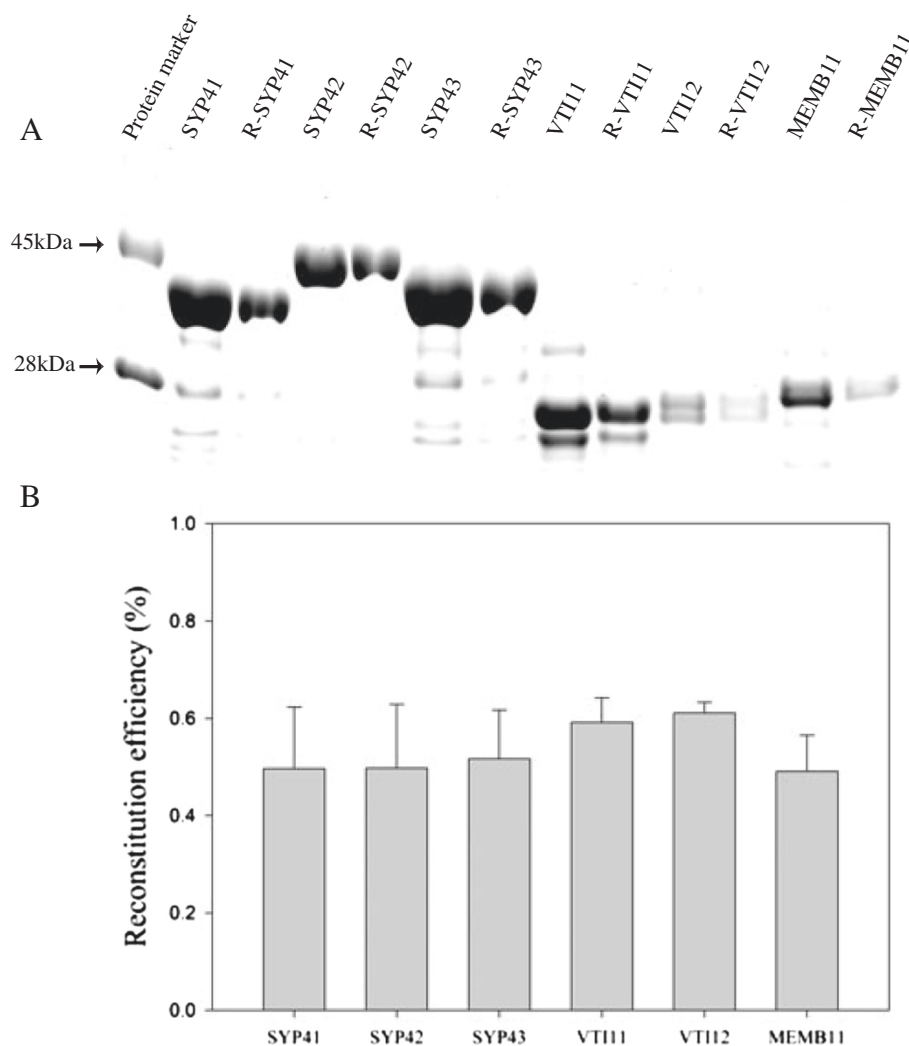 A
Protein marker
SYP41
R-SYP41
SYP42
R-SYP42
SYP43
R-SYP43
VTI11
R-VTI11
VTI12
R-VTI12
MEMB11
R-MEMB11
45kDa
28kDa
B
Reconstitution efficiency (%)
1.0
0.8
0.6
0.4
0.2
0.0
SYP41 SYP42 SYP43 VTI11 VTI12 MEMB11